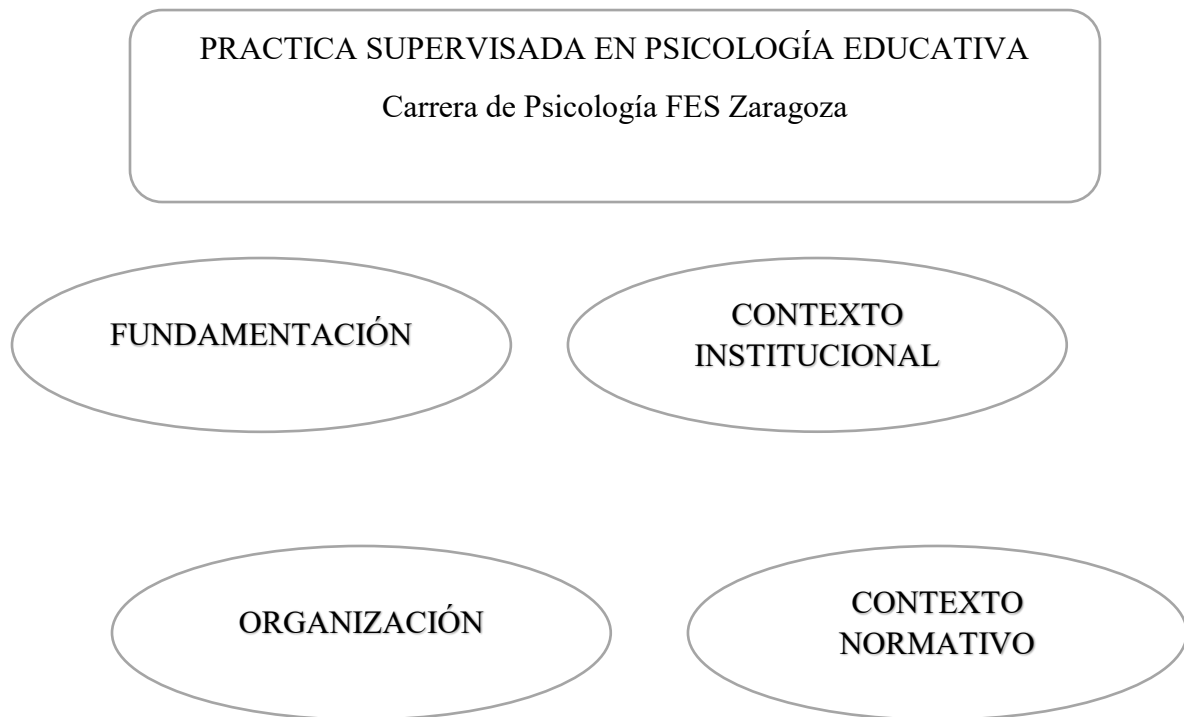 PRACTICA SUPERVISADA EN PSICOLOGÍA EDUCATIVA
Carrera de Psicología FES Zaragoza
FUNDAMENTACIÓN
CONTEXTO
INSTITUCIONAL
ORGANIZACIÓN
CONTEXTO
NORMATIVO